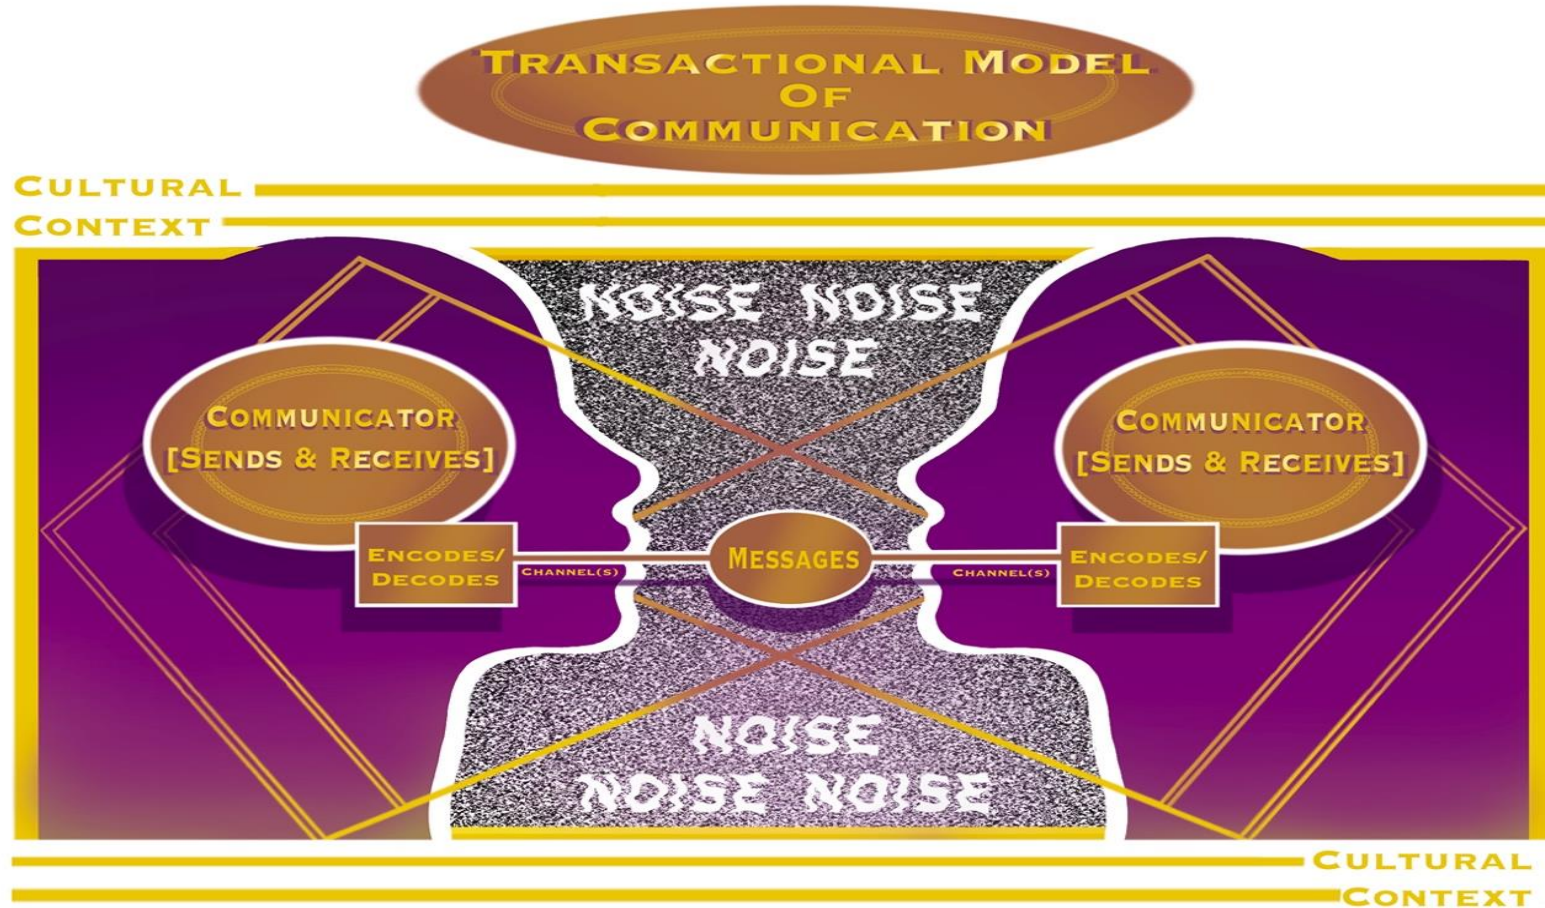 TRANSACTIONAL MODEL
OF
COMMUNICATION
CULTURAL
CONTEXT
NOISE NOISE
NOISE
COMMUNICATOR
[SENDS & RECEIVES]
COMMUNICATOR
[SENDS & RECEIVES]
ENCODES/
DECODES
CHANNEL(S)
MESSAGES
CHANNEL(S)
ENCODES/
DECODES
NOISE
NOISE NOISE
CULTURAL
CONTEXT